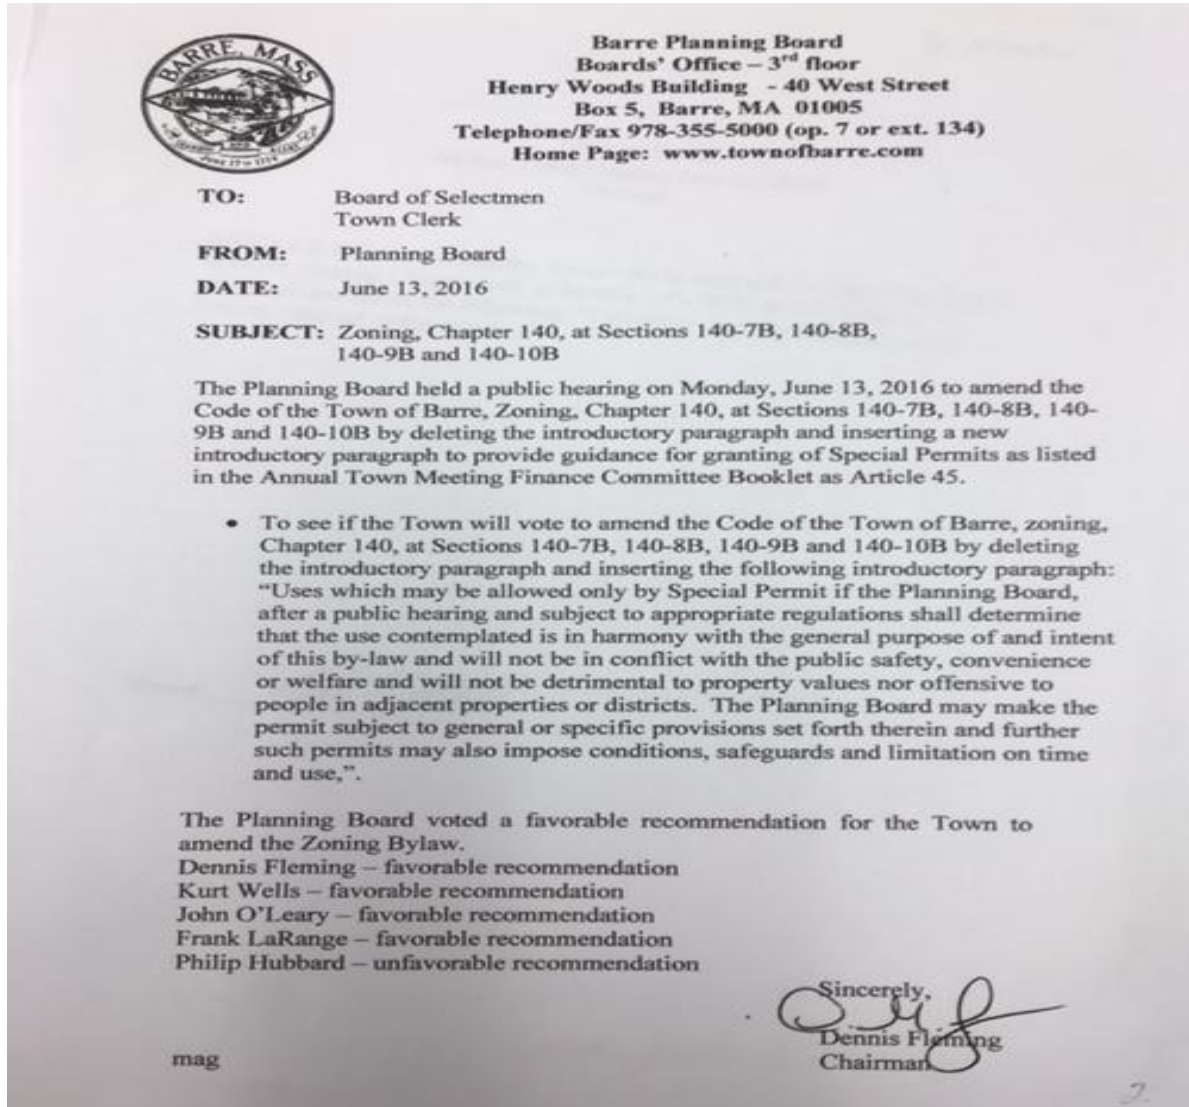 BARRE, MASS
June 17 1774
Barre Planning Board
Boards' Office – 3rd floor
Henry Woods Building - 40 West Street
Box 5, Barre, MA 01005
Telephone/Fax 978-355-5000 (op. 7 or ext. 134)
Home Page: www.townofbarre.com
TO: Board of Selectmen
Town Clerk
FROM: Planning Board
DATE: June 13, 2016
SUBJECT: Zoning, Chapter 140, at Sections 140-7B, 140-8B,
140-9B and 140-10B
The Planning Board held a public hearing on Monday, June 13, 2016 to amend the
Code of the Town of Barre, Zoning, Chapter 140, at Sections 140-7B, 140-8B, 140-
9B and 140-10B by deleting the introductory paragraph and inserting a new
introductory paragraph to provide guidance for granting of Special Permits as listed
in the Annual Town Meeting Finance Committee Booklet as Article 45.
• To see if the Town will vote to amend the Code of the Town of Barre, zoning,
Chapter 140, at Sections 140-7B, 140-8B, 140-9B and 140-10B by deleting
the introductory paragraph and inserting the following introductory paragraph:
“Uses which may be allowed only by Special Permit if the Planning Board,
after a public hearing and subject to appropriate regulations shall determine
that the use contemplated is in harmony with the general purpose of and intent
of this by-law and will not be in conflict with the public safety, convenience
or welfare and will not be detrimental to property values nor offensive to
people in adjacent properties or districts. The Planning Board may make the
permit subject to general or specific provisions set forth therein and further
such permits may also impose conditions, safeguards and limitation on time
and use,”.
The Planning Board voted a favorable recommendation for the Town to
amend the Zoning Bylaw.
Dennis Fleming – favorable recommendation
Kurt Wells – favorable recommendation
John O'Leary – favorable recommendation
Frank LaRange – favorable recommendation
Philip Hubbard – unfavorable recommendation
Sincerely,
Dennis Fleming
Chairman
mag
2